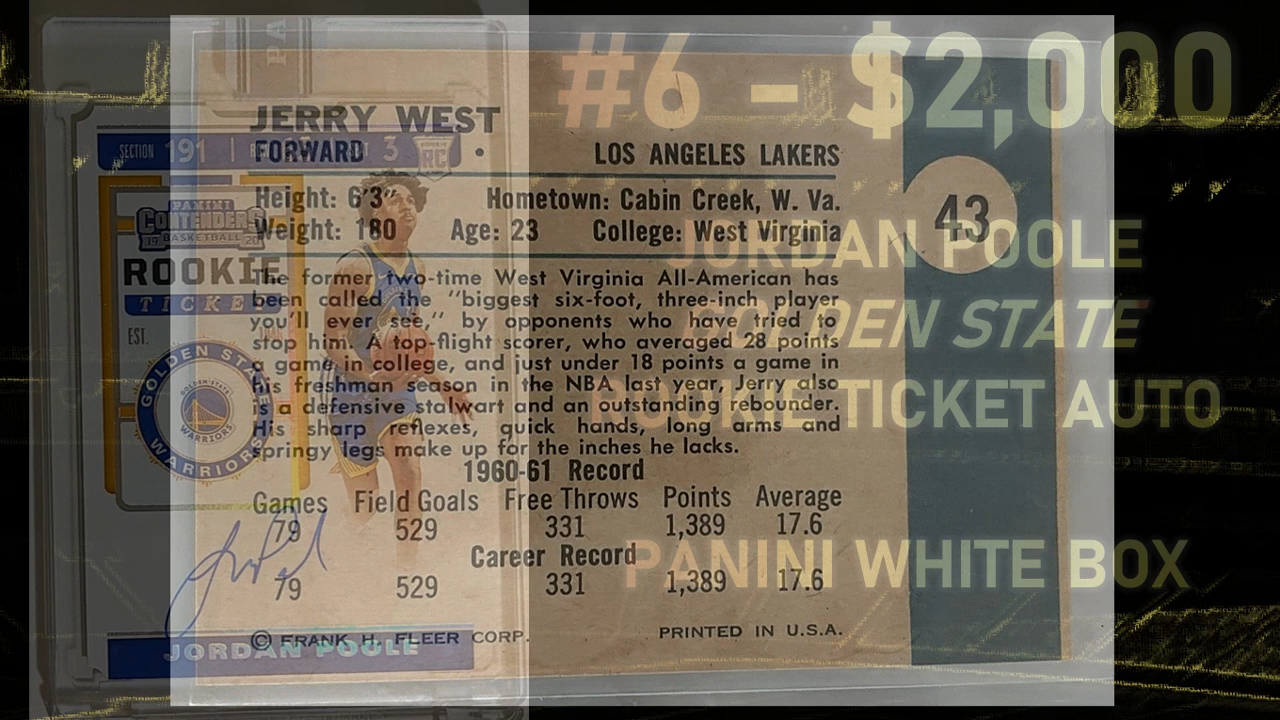 #6 - $2,000
JERRY WEST
SECTION 191 3 RC
FORWARD
LOS ANGELES LAKERS
Height: 6'3"
Hometown: Cabin Creek, W. Va.
Weight: 180
Age: 23
College: West Virginia
43
PANINI
CONTENDERS
19 BASKETBALL 20
ROOKIE
TICKET
EST.
GOLDEN STATE
WARRIORS
JORDAN POOLE
GOLDEN STATE
ROOKIE TICKET AUTO
PANINI WHITE BOX
The former two-time West Virginia All-American has
been called the "biggest six-foot, three-inch player
you'll ever see," by opponents who have tried to
stop him. A top-flight scorer, who averaged 28 points
a game in college, and just under 18 points a game in
his freshman season in the NBA last year, Jerry also
is a defensive stalwart and an outstanding rebounder.
His sharp reflexes, quick hands, long arms and
springy legs make up for the inches he lacks.
1960-61 Record
Games Field Goals Free Throws Points Average
79 529 331 1,389 17.6
Career Record
79 529 331 1,389 17.6
© FRANK H. FLEER CORP.
PRINTED IN U.S.A.
JORDAN POOLE